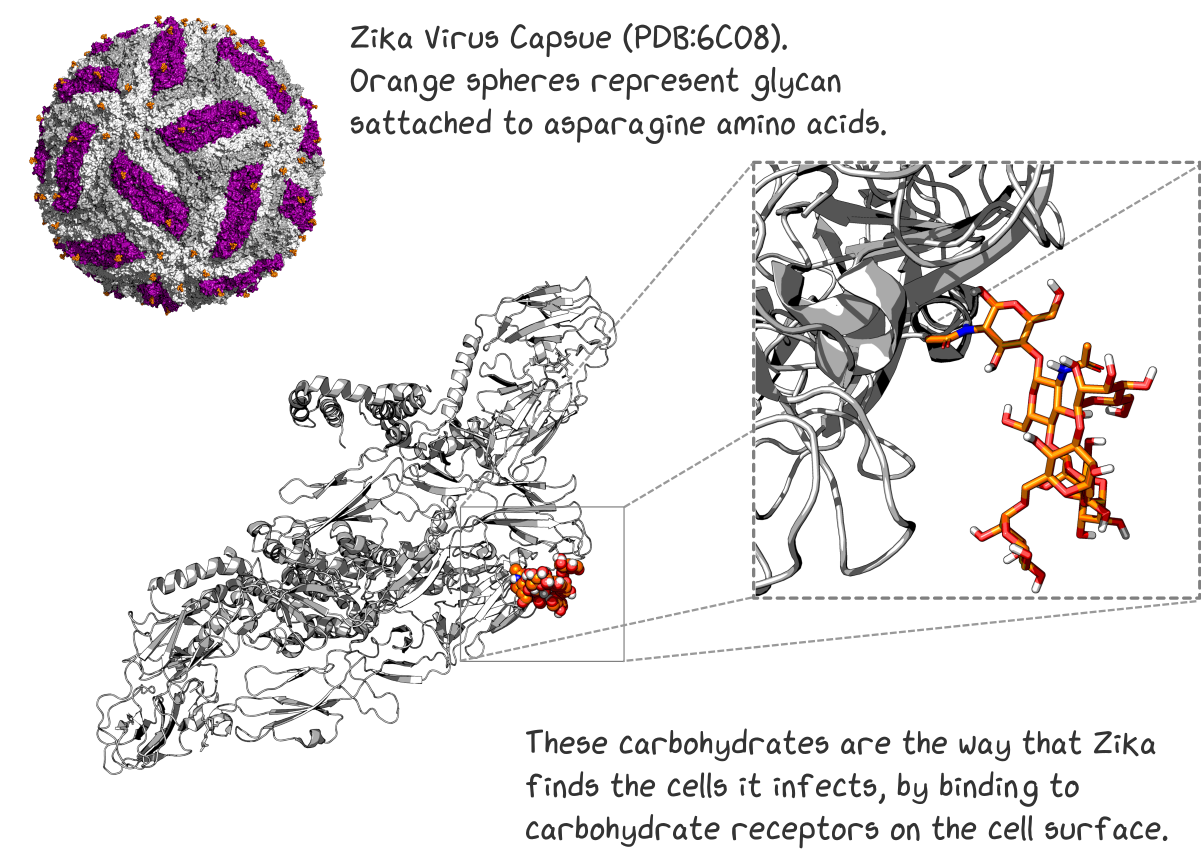 Zika Virus Capsue (PDB:6CO8).
Orange spheres represent glycan
sattached to asparagine amino acids.
These carbohydrates are the way that Zika
finds the cells it infects, by binding to
carbohydrate receptors on the cell surface.